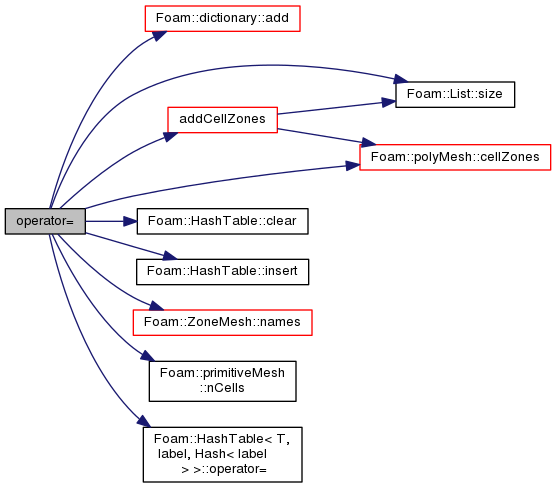 Foam::dictionary::add
Foam::List::size
addCellZones
Foam::polyMesh::cellZones
operator=
Foam::HashTable::clear
Foam::HashTable::insert
Foam::ZoneMesh::names
Foam::primitiveMesh
::nCells
Foam::HashTable< T,
label, Hash< label
> >::operator=